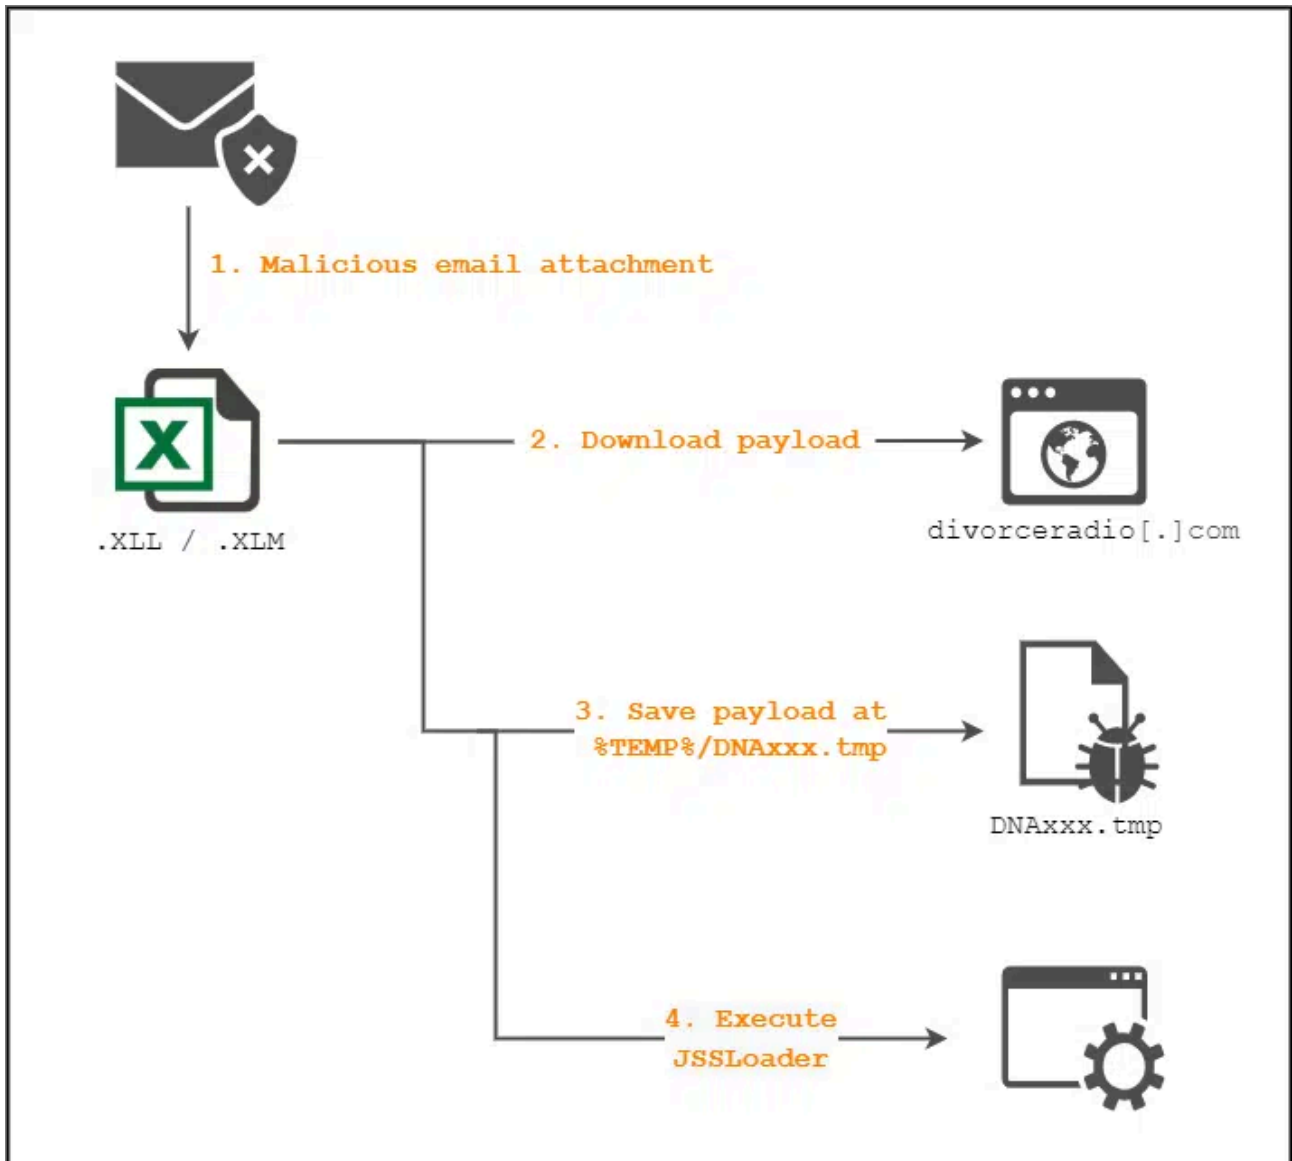 1. Malicious email attachment
X
.XLL / .XLM
2. Download payload
divorceradio[.]com
3. Save payload at
%TEMP%/DNAxxx.tmp
DNAxxx.tmp
4. Execute
JSSLoader